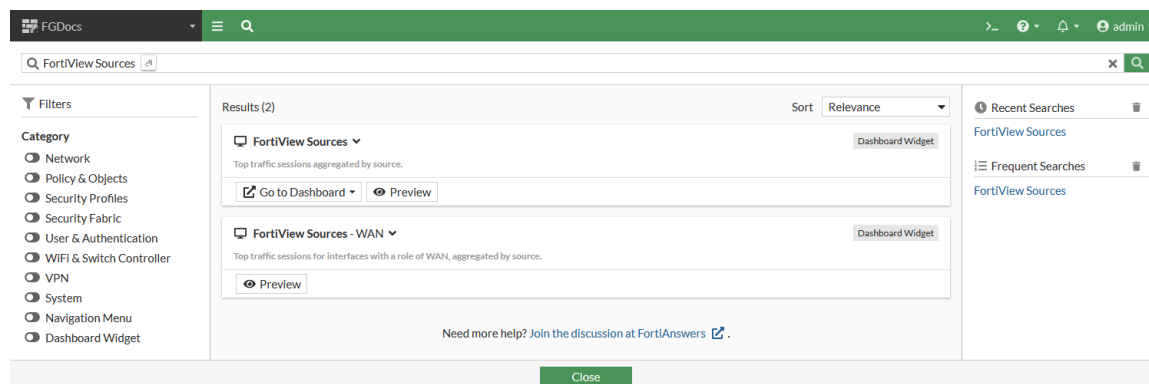 FGDocs
>_
admin
FortiView Sources
Filters
Category
Network
Policy & Objects
Security Profiles
Security Fabric
User & Authentication
WiFi & Switch Controller
VPN
System
Navigation Menu
Dashboard Widget
Results (2)
Sort Relevance
FortiView Sources
Dashboard Widget
Top traffic sessions aggregated by source.
Go to Dashboard
Preview
FortiView Sources - WAN
Dashboard Widget
Top traffic sessions for interfaces with a role of WAN, aggregated by source.
Preview
Need more help? Join the discussion at FortiAnswers .
Recent Searches
FortiView Sources
Frequent Searches
FortiView Sources
Close